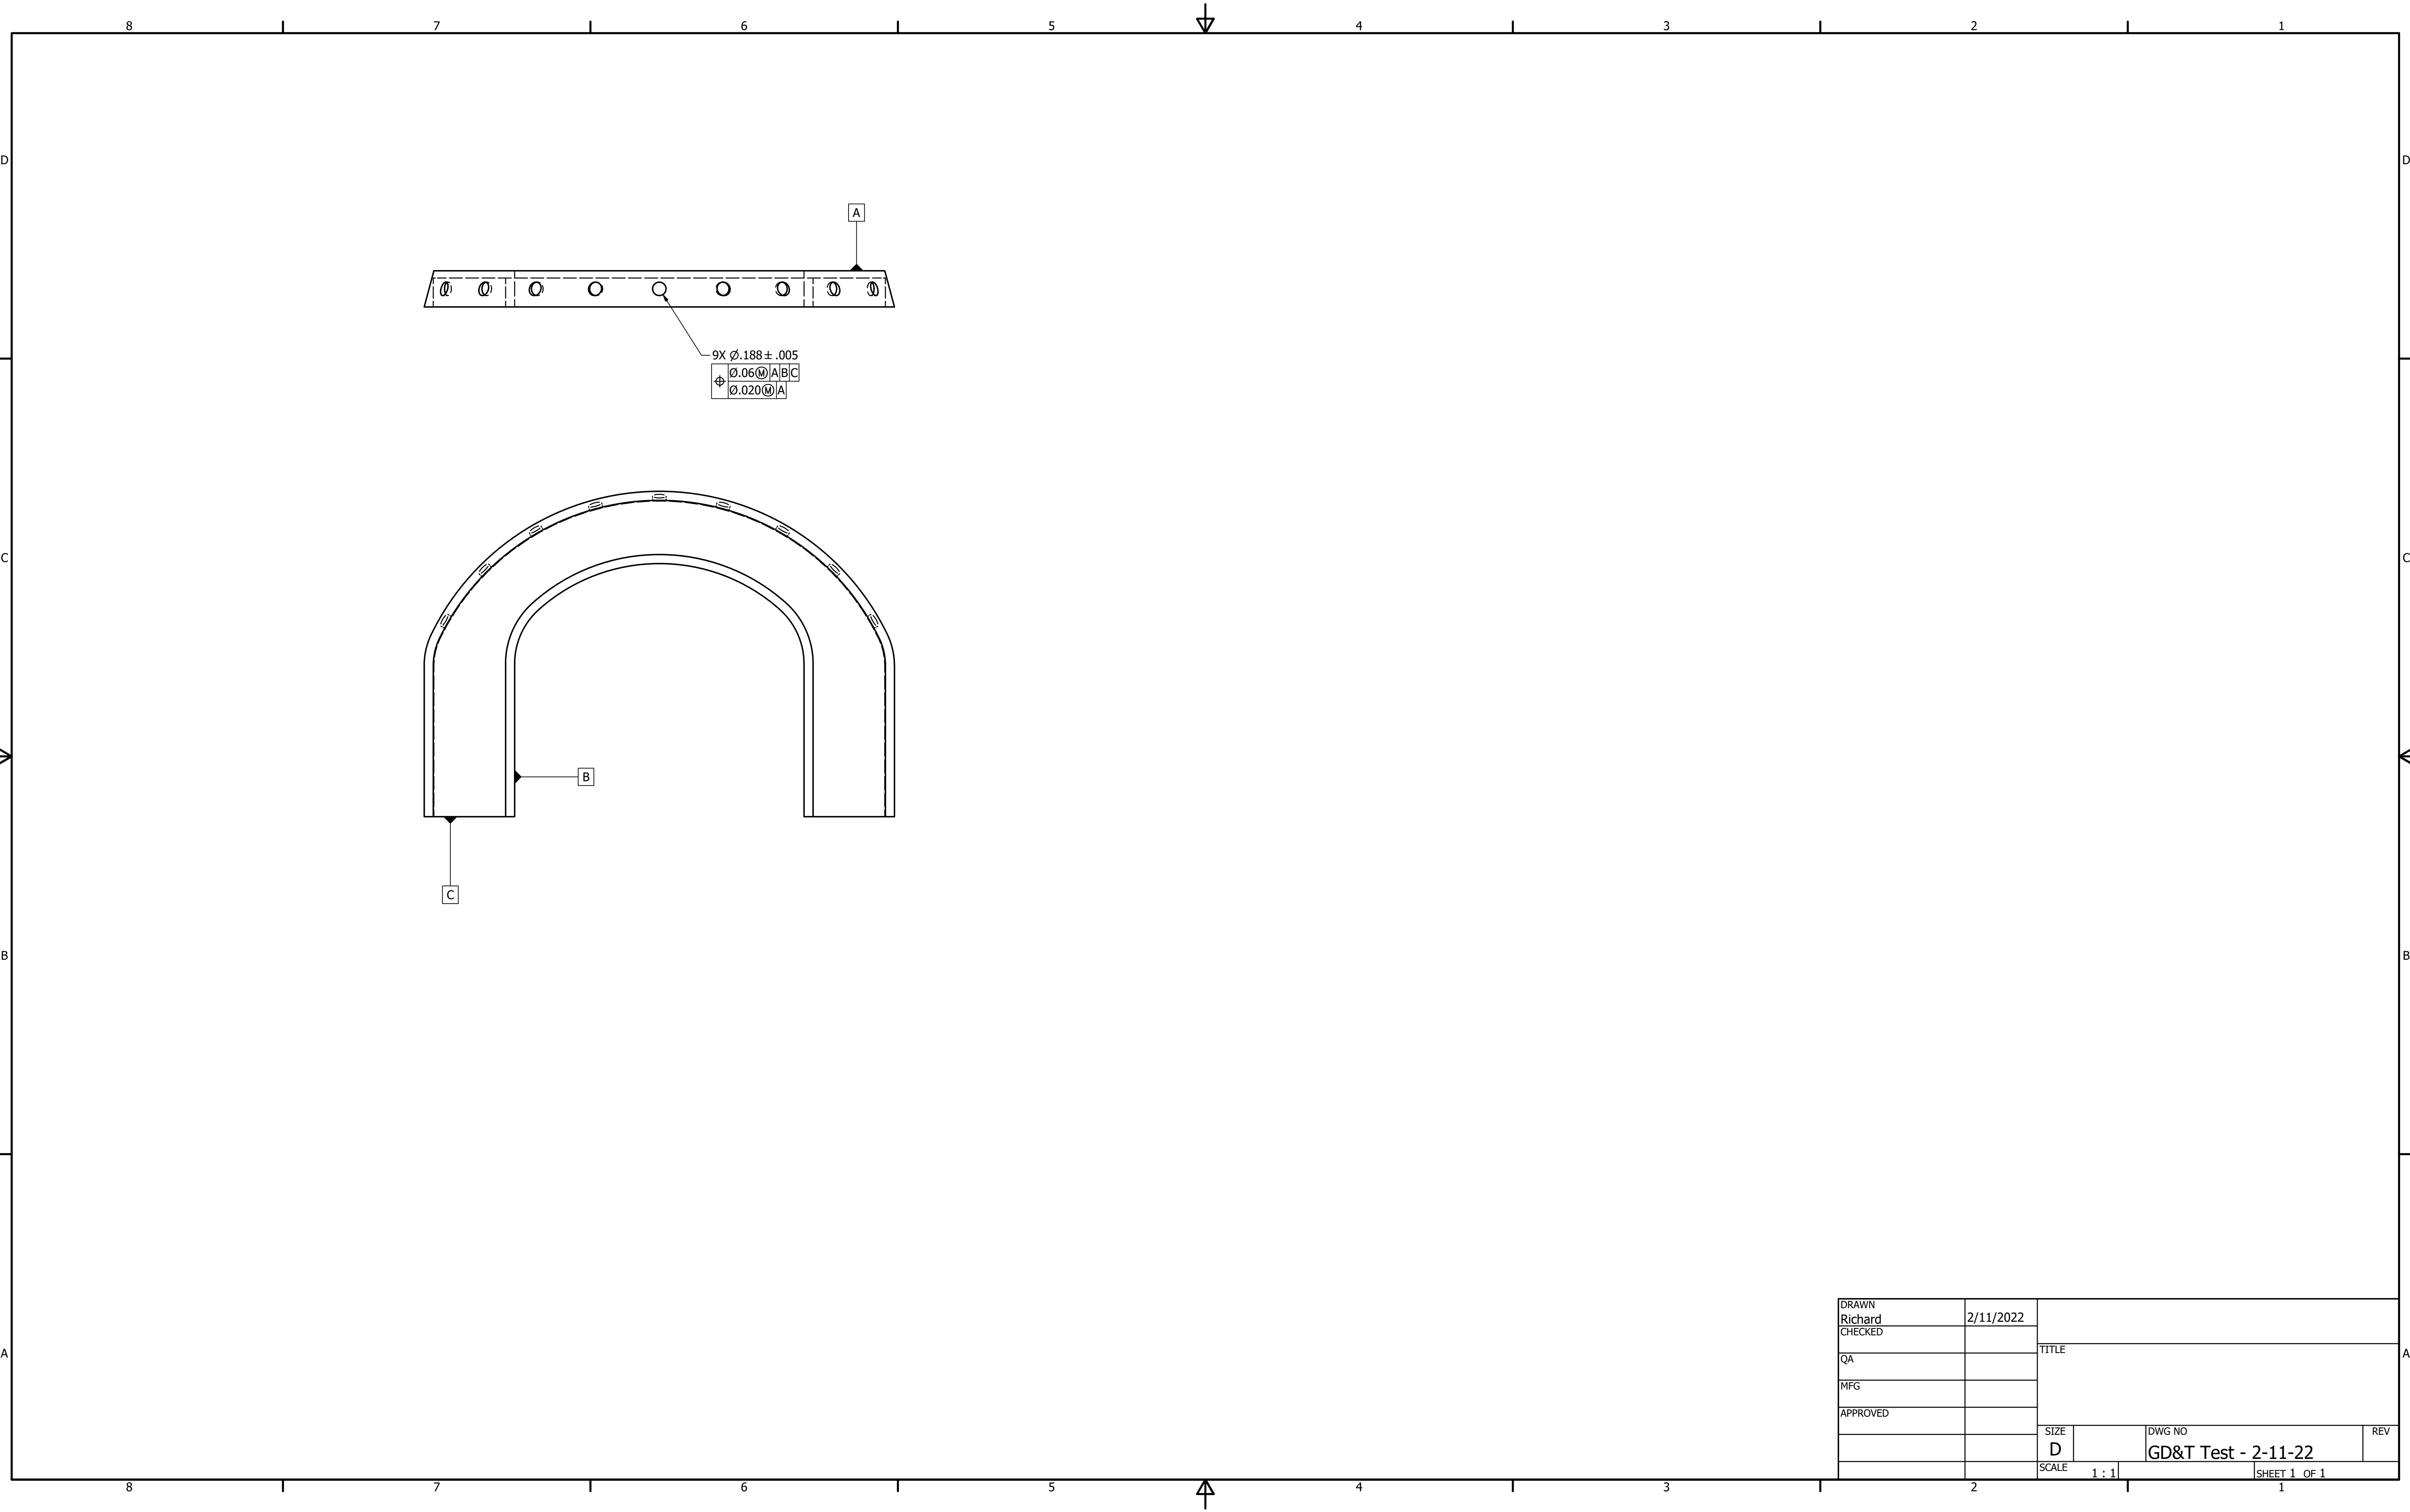 8 7 6 5 4 3 2 1
D D
A
9X Ø.188 ± .005
⌖ Ø.06Ⓜ A B C
Ø.020Ⓜ A
C C
B
C
B B
DRAWN
Richard 2/11/2022
CHECKED
A A
TITLE
QA
MFG
APPROVED
SIZE DWG NO REV
D GD&T Test - 2-11-22
SCALE 1 : 1 SHEET 1 OF 1
8 7 6 5 4 3 2 1